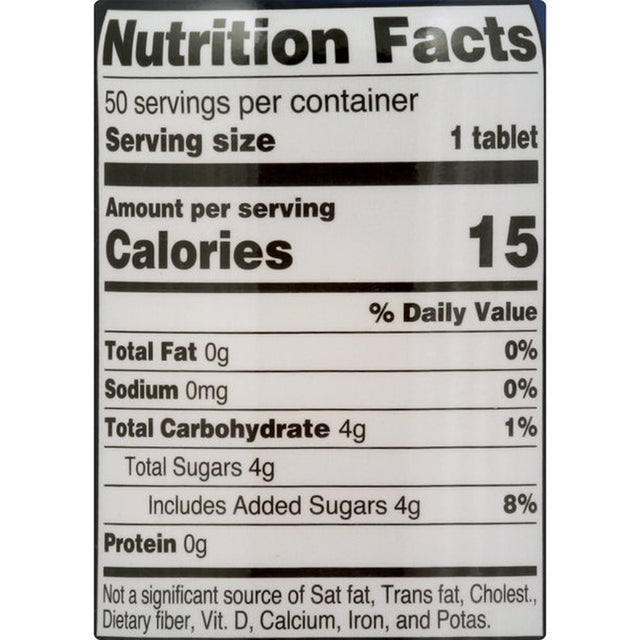 Nutrition Facts
50 servings per container
Serving size 1 tablet
Amount per serving
Calories 15
% Daily Value
Total Fat 0g 0%
Sodium 0mg 0%
Total Carbohydrate 4g 1%
Total Sugars 4g
Includes Added Sugars 4g 8%
Protein 0g
Not a significant source of Sat fat, Trans fat, Cholest.,
Dietary fiber, Vit. D, Calcium, Iron, and Potas.